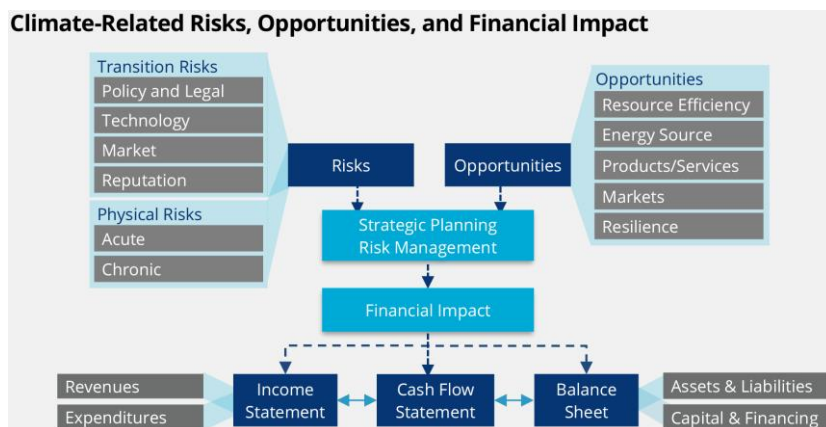 Climate-Related Risks, Opportunities, and Financial Impact
Transition Risks
Policy and Legal
Technology
Market
Reputation
Physical Risks
Acute
Chronic
Risks
Opportunities
Opportunities
Resource Efficiency
Energy Source
Products/Services
Markets
Resilience
Strategic Planning
Risk Management
Financial Impact
Revenues
Expenditures
Income
Statement
Cash Flow
Statement
Balance
Sheet
Assets & Liabilities
Capital & Financing